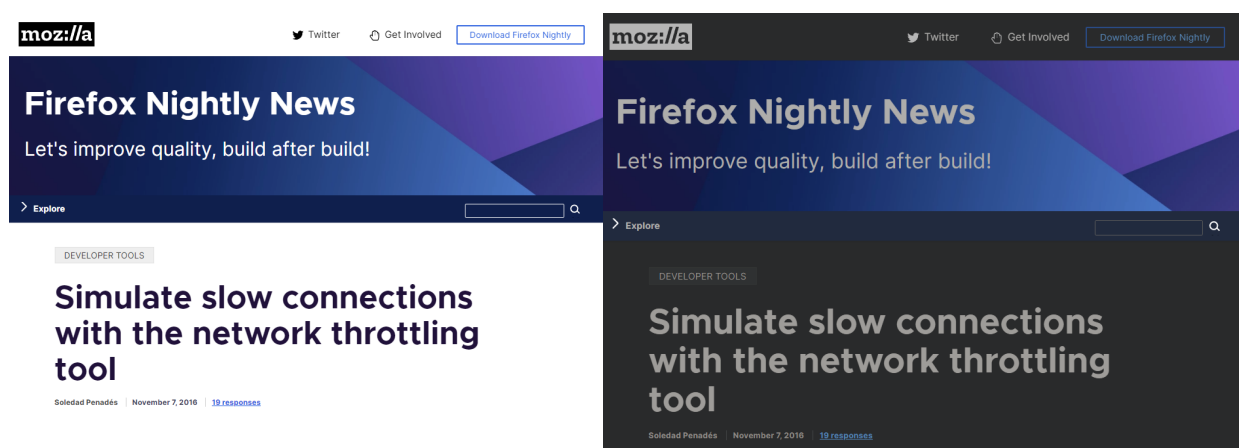 moz://a
Twitter
Get Involved
Download Firefox Nightly
Firefox Nightly News
Let's improve quality, build after build!
Explore
DEVELOPER TOOLS
Simulate slow connections
with the network throttling
tool
Soledad Penadés | November 7, 2016 | 19 responses
moz://a
Twitter
Get Involved
Download Firefox Nightly
Firefox Nightly News
Let's improve quality, build after build!
Explore
DEVELOPER TOOLS
Simulate slow connections
with the network throttling
tool
Soledad Penadés | November 7, 2016 | 19 responses